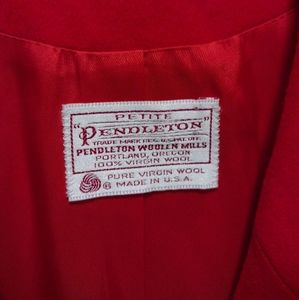 PETITE
"PENDLETON"
TRADE MARK REG. U.S. PAT. OFF.
PENDLETON WOOLEN MILLS
PORTLAND, OREGON
100% VIRGIN WOOL
PURE VIRGIN WOOL
® MADE IN U.S.A.